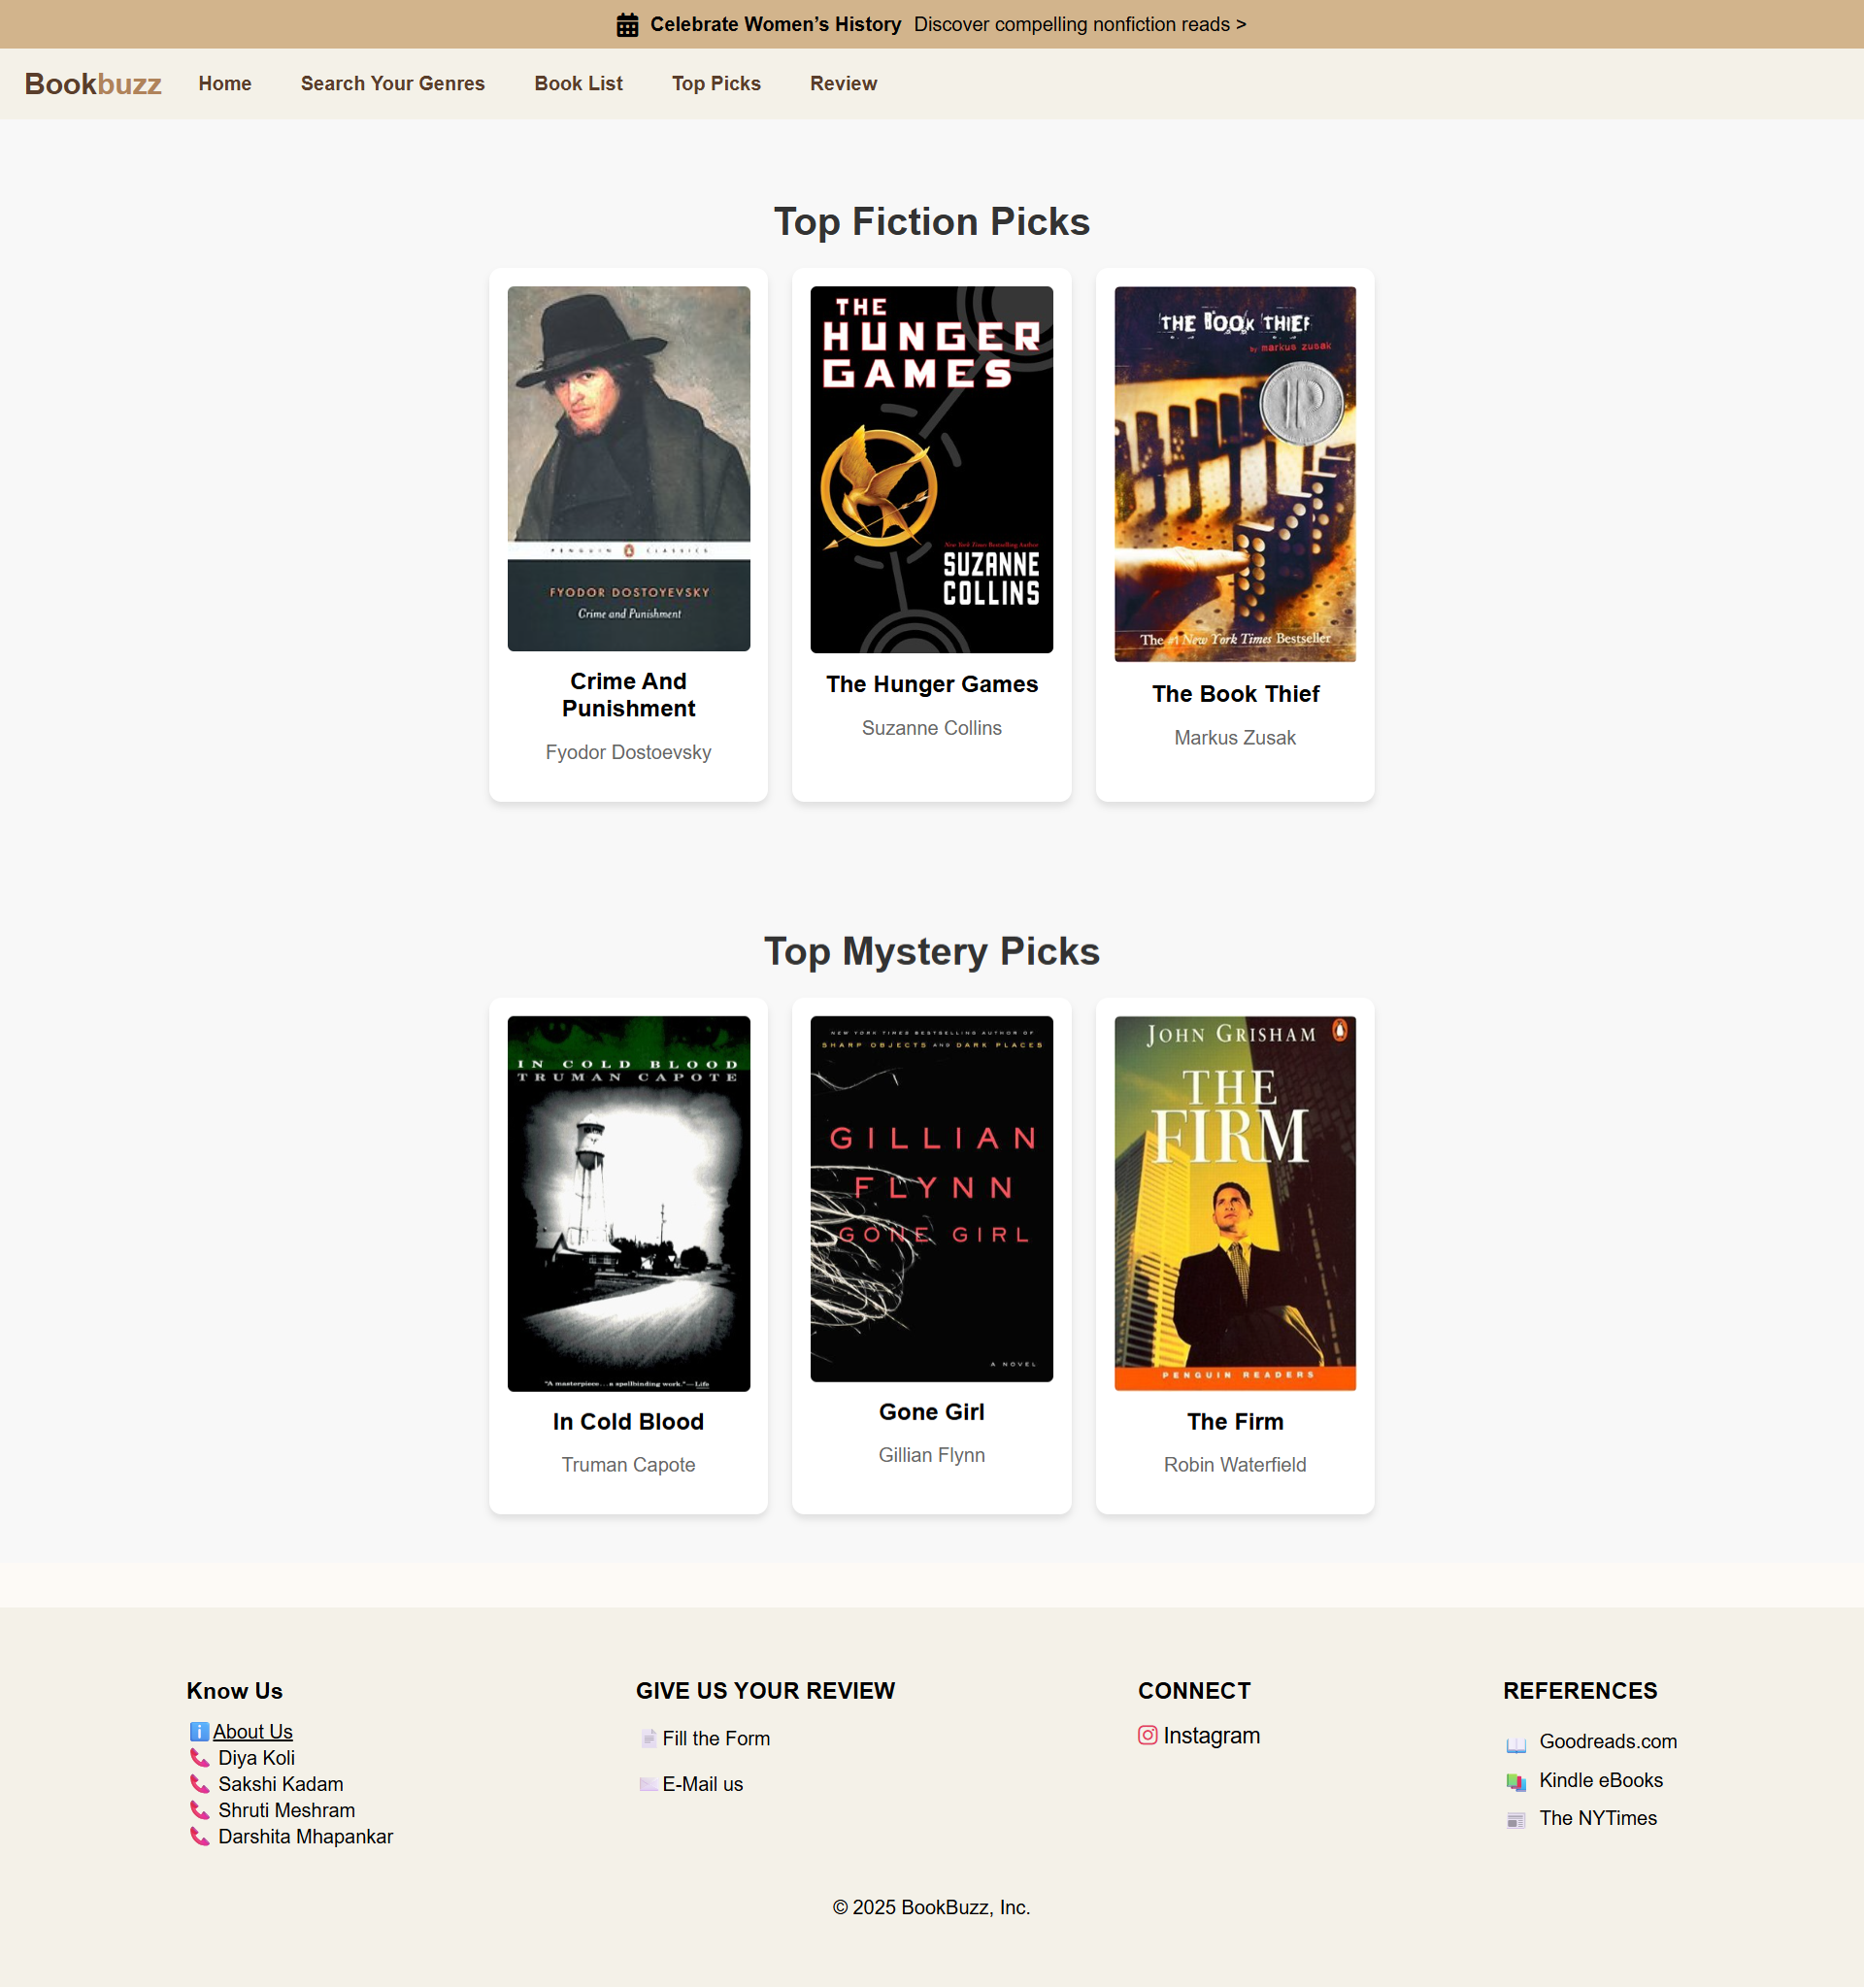 Celebrate Women’s History Discover compelling nonfiction reads >
Bookbuzz Home Search Your Genres Book List Top Picks Review
Top Fiction Picks
PENGUIN CLASSICS
FYODOR DOSTOYEVSKY
Crime and Punishment
Crime And
Punishment
Fyodor Dostoevsky
THE
HUNGER
GAMES
New York Times Bestselling Author
SUZANNE
COLLINS
The Hunger Games
Suzanne Collins
THE BOOK THIEF
by markus zusak
The #1 New York Times Bestseller
The Book Thief
Markus Zusak
Top Mystery Picks
IN COLD BLOOD
TRUMAN CAPOTE
"A masterpiece...a spellbinding work."—Life
In Cold Blood
Truman Capote
NEW YORK TIMES BESTSELLING AUTHOR OF
SHARP OBJECTS AND DARK PLACES
GILLIAN
FLYNN
GONE GIRL
A NOVEL
Gone Girl
Gillian Flynn
JOHN GRISHAM
THE
FIRM
PENGUIN READERS
The Firm
Robin Waterfield
Know Us
About Us
Diya Koli
Sakshi Kadam
Shruti Meshram
Darshita Mhapankar
GIVE US YOUR REVIEW
Fill the Form
E-Mail us
CONNECT
Instagram
REFERENCES
Goodreads.com
Kindle eBooks
The NYTimes
© 2025 BookBuzz, Inc.